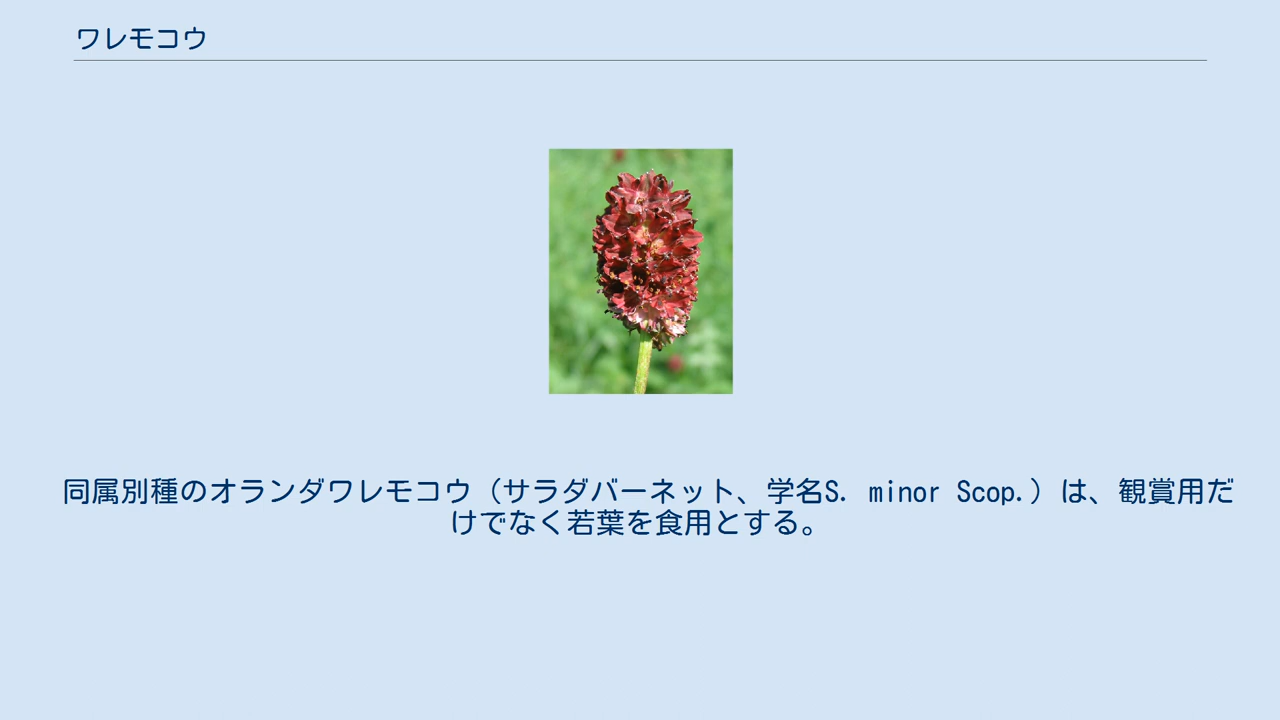 ワレモコウ
同属別種のオランダワレモコウ（サラダバーネット、学名S. minor Scop.）は、観賞用だ
けでなく若葉を食用とする。